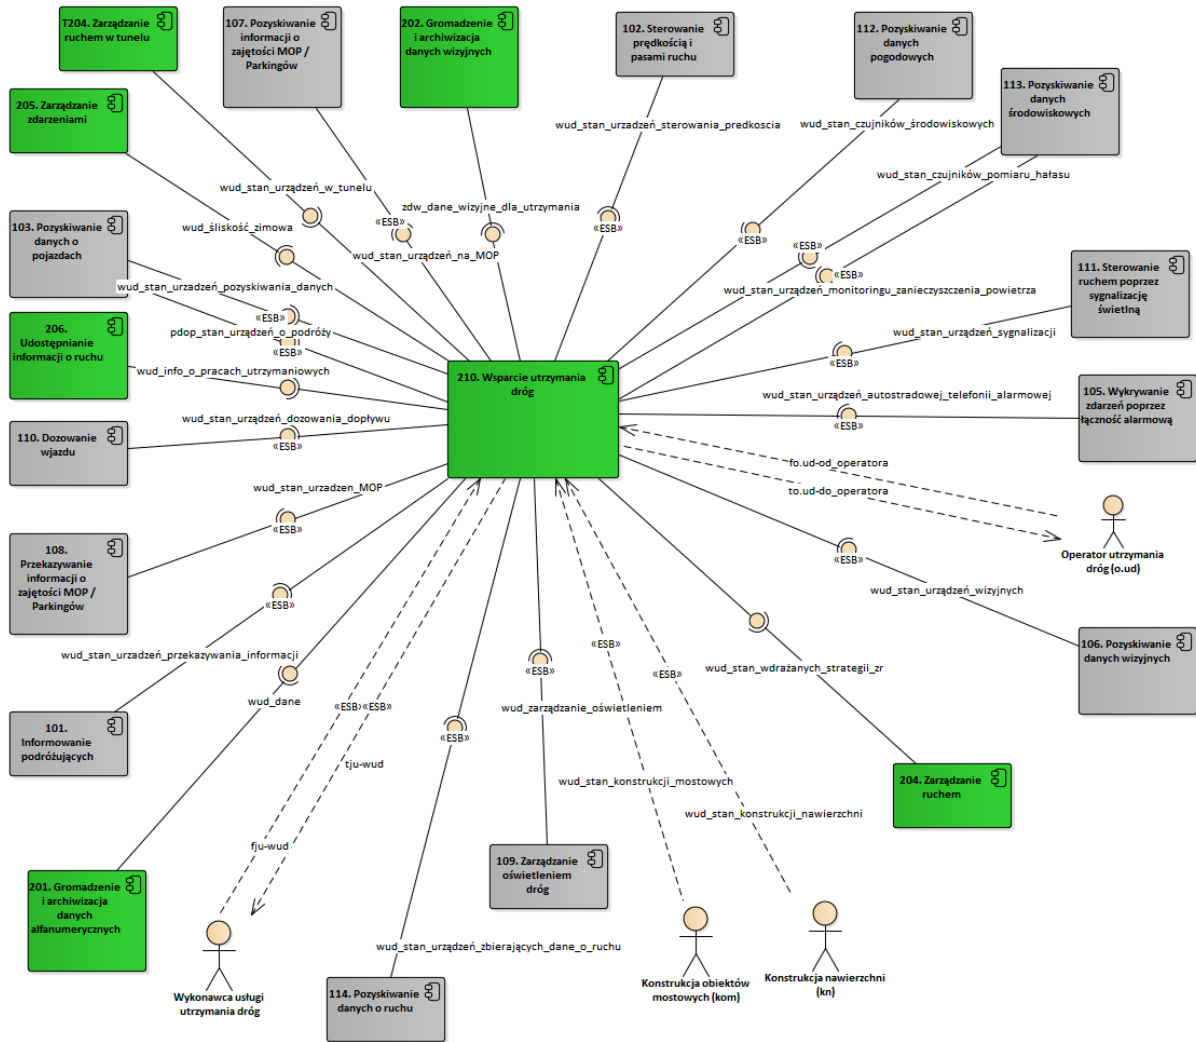 T204. Zarządzanie
ruchem w tunelu
107. Pozyskiwanie
informacji o
zajętości MOP /
Parkingów
202. Gromadzenie
i archiwizacja
danych wizyjnych
102. Sterowanie
prędkością i
pasami ruchu
112. Pozyskiwanie
danych
pogodowych
113. Pozyskiwanie
danych
środowiskowych
205. Zarządzanie
zdarzeniami
wud_stan_urzadzeń_sterowania_predkoscia
wud_stan_czujników_środowiskowych
wud_stan_czujników_pomiaru_hałasu
wud_stan_urządzeń_w_tunelu
zdw_dane_wizyjne_dla_utrzymania
wud_śliskość_zimowa
«ESB»
«ESB»
«ESB»
«ESB»
«ESB»
wud_stan_urządzeń_na_MOP
103. Pozyskiwanie
danych o
pojazdach
wud_stan_urzadzeń_pozyskiwania_danych
wud_stan_urządzeń_monitoringu_zanieczyszczenia_powietrza
111. Sterowanie
ruchem poprzez
sygnalizację
świetlną
«ESB»
pdop_stan_urządzeń_o_podróży
«ESB»
wud_stan_urządzeń_sygnalizacji
«ESB»
206.
Udostępnianie
informacji o ruchu
wud_info_o_pracach_utrzymaniowych
210. Wsparcie utrzymania
dróg
wud_stan_urządzeń_autostradowej_telefonii_alarmowej
«ESB»
105. Wykrywanie
zdarzeń poprzez
łączność alarmową
110. Dozowanie
wjazdu
wud_stan_urządzeń_dozowania_dopływu
«ESB»
fo.ud-od_operatora
to.ud-do_operatora
wud_stan_urzadzen_MOP
«ESB»
108.
Przekazywanie
informacji o
zajętości MOP /
Parkingów
Operator utrzymania
dróg (o.ud)
«ESB»
wud_stan_urządzeń_wizyjnych
«ESB»
wud_stan_urzadzeń_przekazywania_informacji
106. Pozyskiwanie
danych wizyjnych
wud_stan_wdrażanych_strategii_zr
«ESB»
«ESB»
«ESB»
wud_dane
wud_zarządzanie_oświetleniem
«ESB»
«ESB»
«ESB»
101.
Informowanie
podróżujących
tju-wud
wud_stan_konstrukcji_mostowych
204. Zarządzanie
ruchem
wud_stan_konstrukcji_nawierzchni
fju-wud
109. Zarządzanie
oświetleniem
dróg
201. Gromadzenie
i archiwizacja
danych
alfanumerycznych
wud_stan_urządzeń_zbierających_dane_o_ruchu
Wykonawca usługi
utrzymania dróg
114. Pozyskiwanie
danych o ruchu
Konstrukcja obiektów
mostowych (kom)
Konstrukcja nawierzchni
(kn)